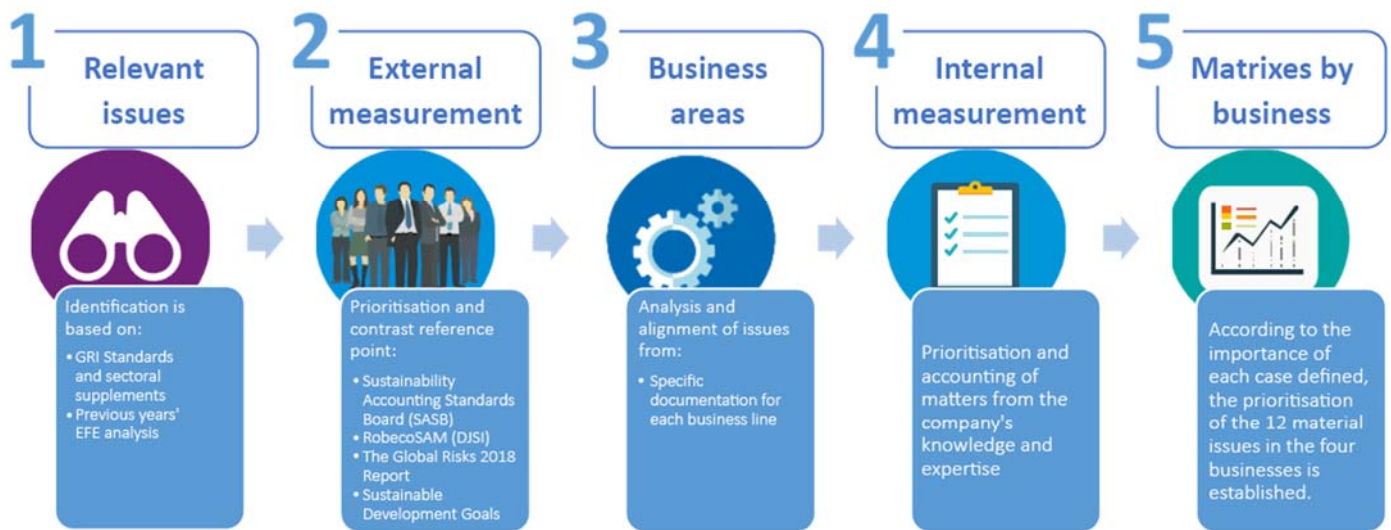 1
Relevant
issues
Identification is
based on:
• GRI Standards
and sectoral
supplements
• Previous years'
EFE analysis
2
External
measurement
Prioritisation and
contrast reference
point:
• Sustainability
Accounting Standards
Board (SASB)
• RobecoSAM (DJSI)
• The Global Risks 2018
Report
• Sustainable
Development Goals
3
Business
areas
Analysis and
alignment of issues
from:
• Specific
documentation for
each business line
4
Internal
measurement
Prioritisation and
accounting of
matters from the
company's
knowledge and
expertise
5
Matrixes by
business
According to the
importance of
each case defined,
the prioritisation
of the 12 material
issues in the four
businesses is
established.